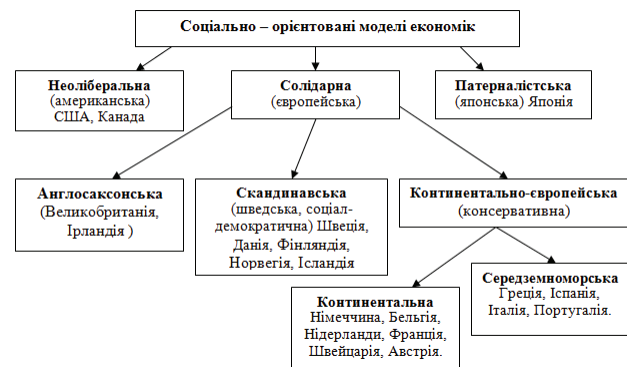 Соціально – орієнтовані моделі економік
Неоліберальна
(американська)
США, Канада
Солідарна
(європейська)
Патерналістська
(японська) Японія
Англосаксонська
(Великобританія,
Ірландія )
Скандинавська
(шведська, соціал-
демократична) Швеція,
Данія, Фінляндія,
Норвегія, Ісландія
Континентально-європейська
(консервативна)
Континентальна
Німеччина, Бельгія,
Нідерланди, Франція,
Швейцарія, Австрія.
Середземноморська
Греція, Іспанія,
Італія, Португалія.